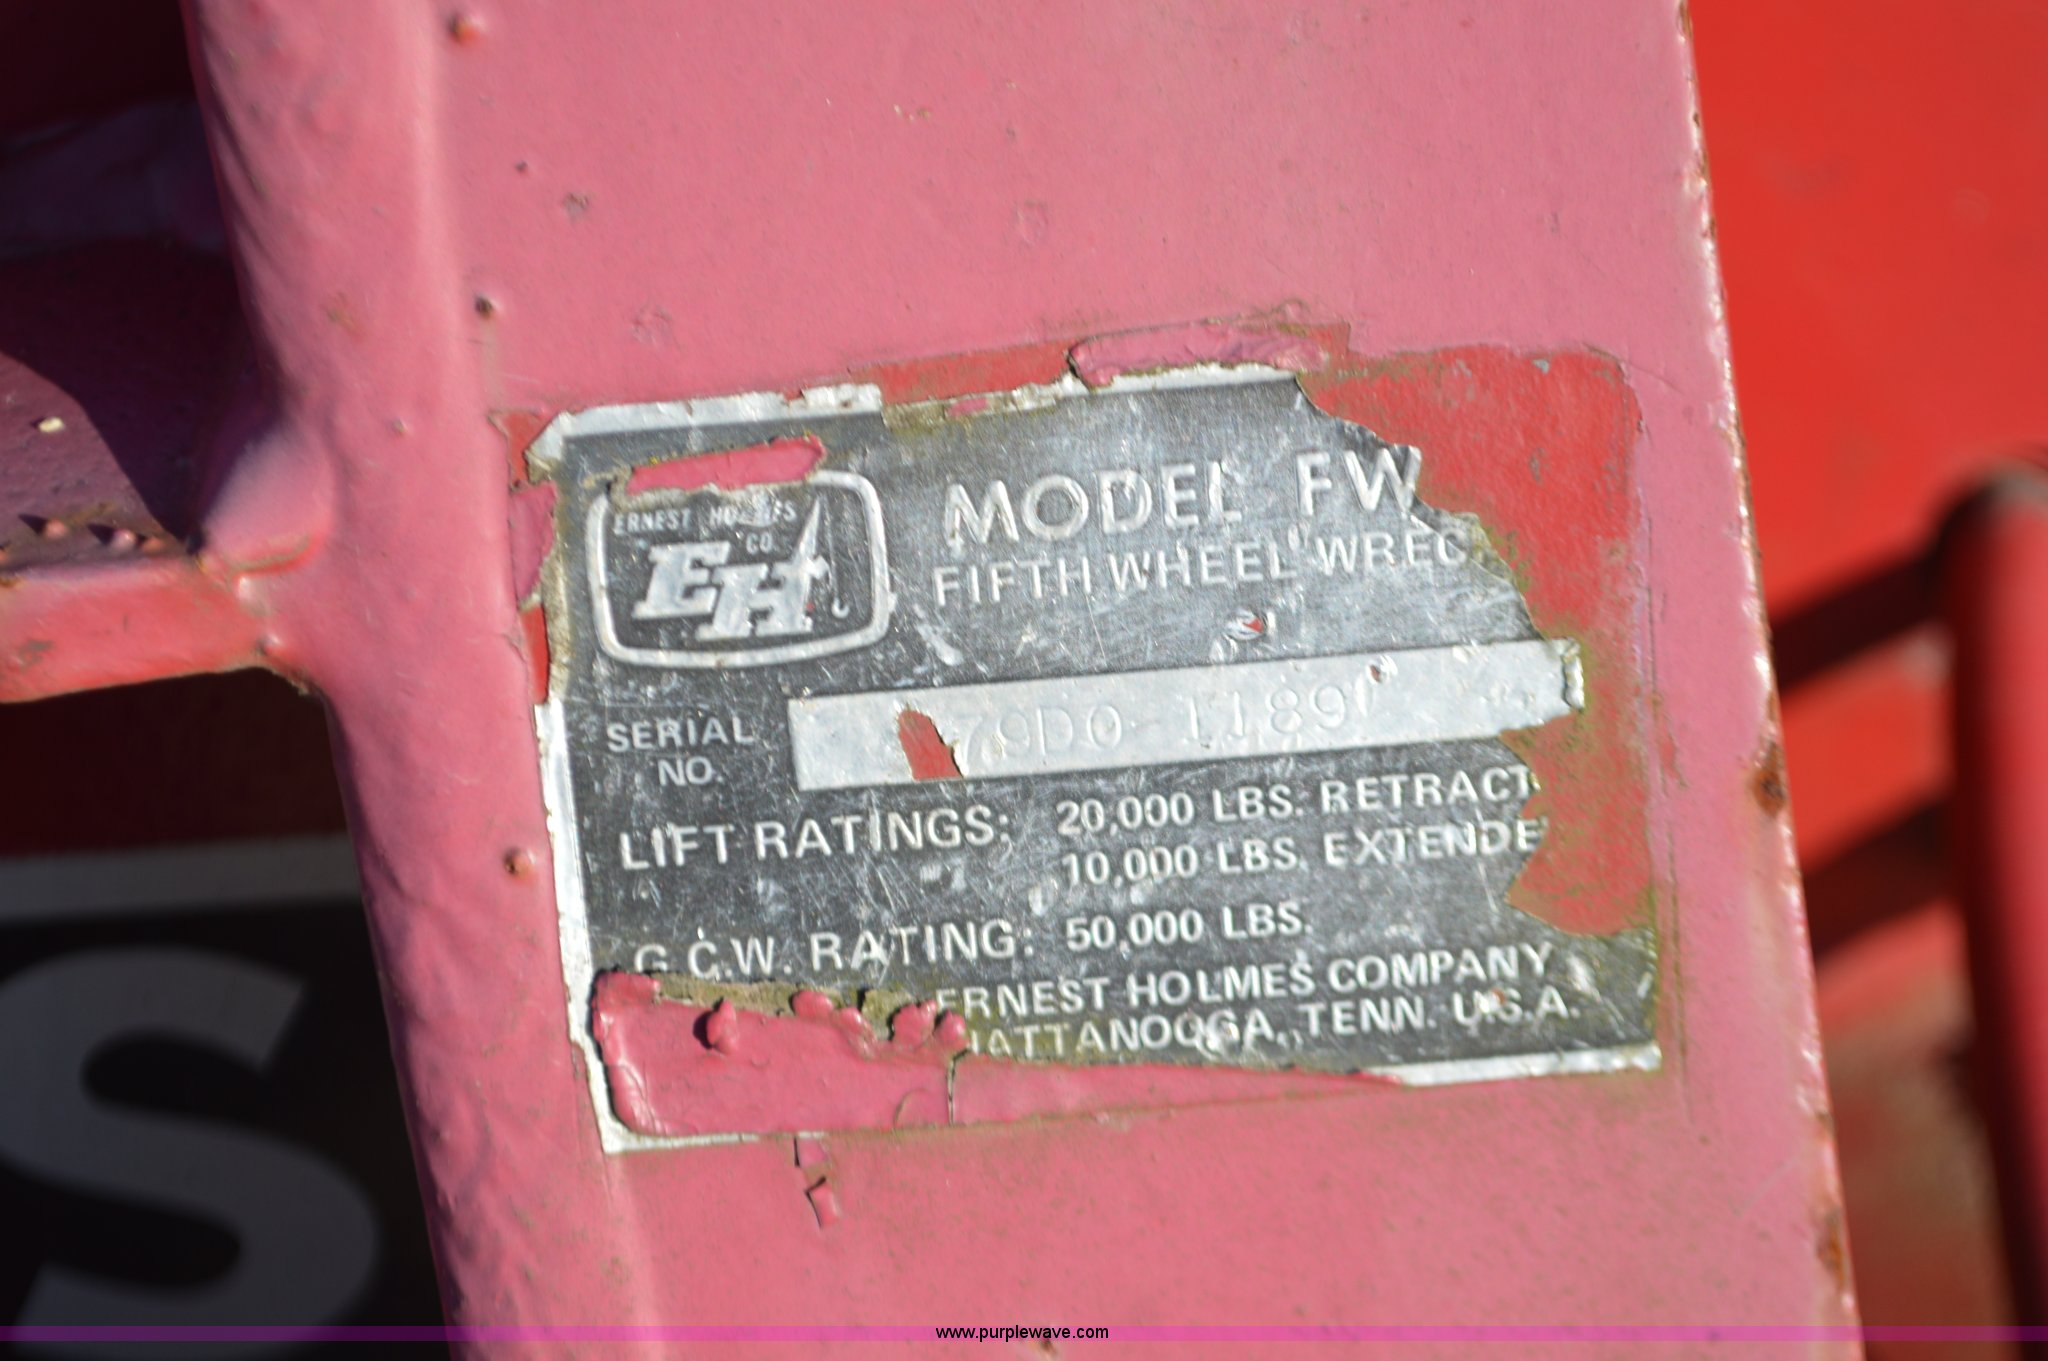 ERNEST HOLMES
CO.
EH
MODEL FW
FIFTH WHEEL WREC
SERIAL
NO.
79D0-1189
LIFT RATINGS: 20,000 LBS. RETRACT
10,000 LBS. EXTENDE
G.C.W. RATING: 50,000 LBS.
ERNEST HOLMES COMPANY
HATTANOOGA, TENN. U.S.A.
S
www.purplewave.com